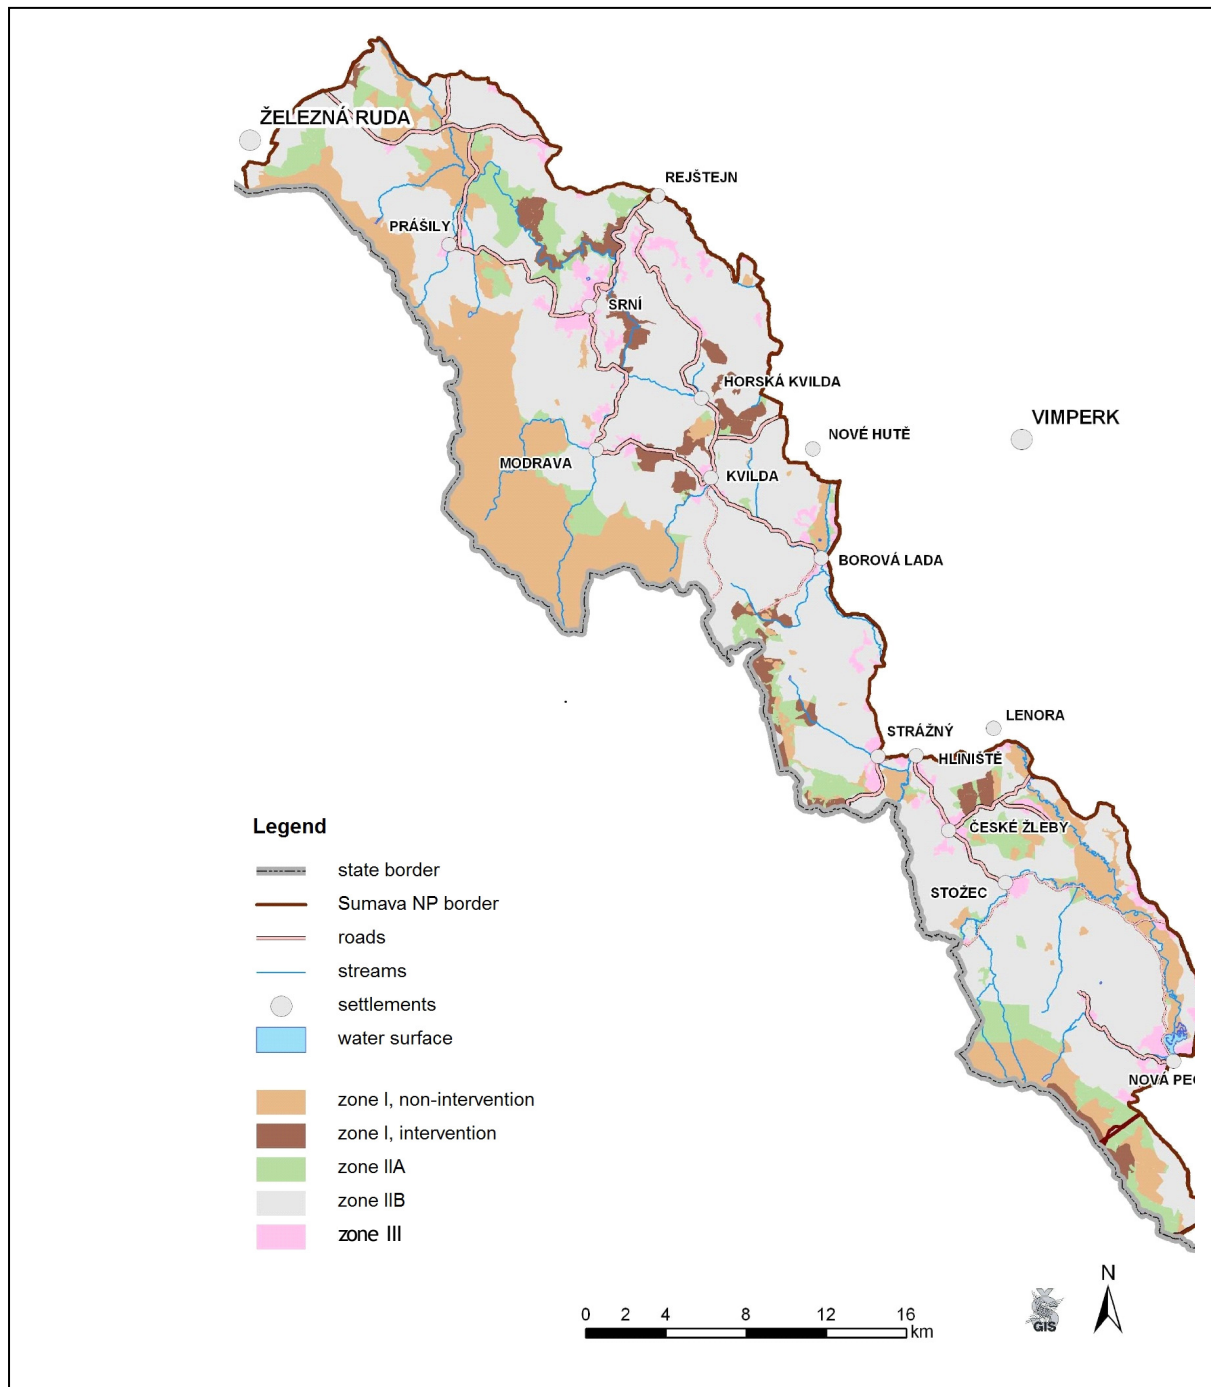 ŽELEZNÁ RUDA
REJŠTEJN
PRÁŠILY
SRNÍ
HORSKÁ KVILDA
VIMPERK
NOVÉ HUTĚ
MODRAVA
KVILDA
BOROVÁ LADA
LENORA
STRÁŽNÝ
HLINIŠTĚ
ČESKÉ ŽLEBY
STOŽEC
NOVÁ PEC
Legend
state border
Sumava NP border
roads
streams
settlements
water surface
zone I, non-intervention
zone I, intervention
zone IIA
zone IIB
zone III
N
0 2 4 8 12 16
km
GIS